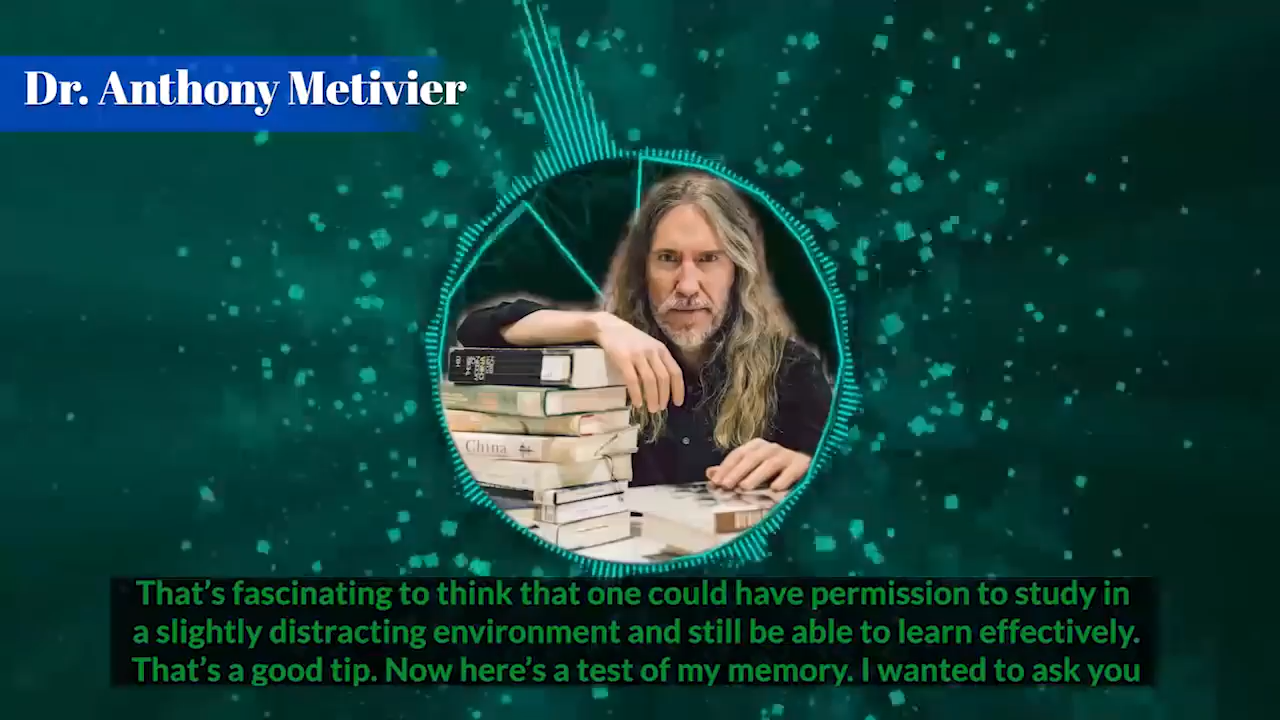 Dr. Anthony Metivier
China
That's fascinating to think that one could have permission to study in
a slightly distracting environment and still be able to learn effectively.
That's a good tip. Now here's a test of my memory. I wanted to ask you